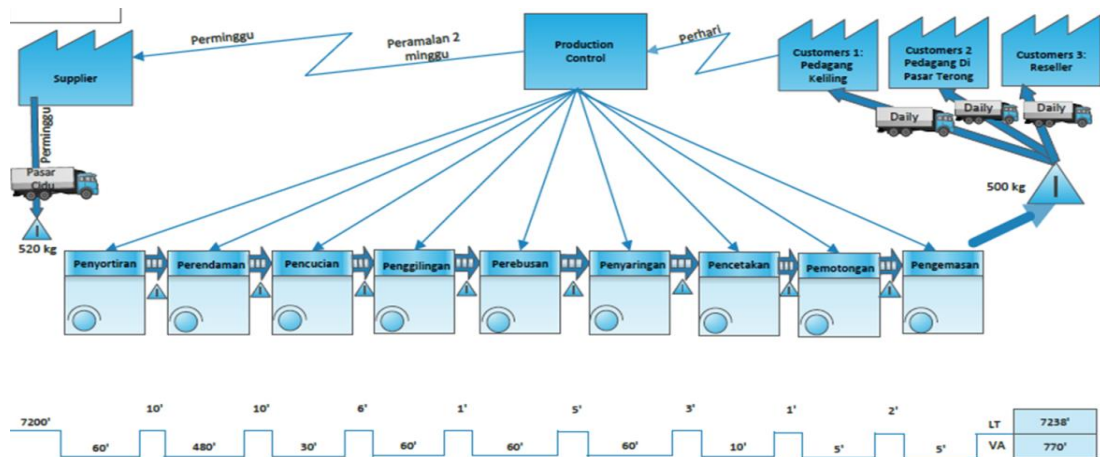 Supplier
Perminggu
Peramalan 2
minggu
Production
Control
Perhari
Customers 1:
Pedagang
Keliling
Customers 2
Pedagang Di
Pasar Terong
Customers 3:
Reseller
Perminggu
Pasar
Cidu
Daily
Daily
Daily
I
520 kg
500 kg
I
Penyortiran
Perendaman
Pencucian
Penggilingan
Perebusan
Penyaringan
Pencetakan
Pemotongan
Pengemasan
I
I
I
I
I
I
I
I
7200'
10'
10'
6'
1'
5'
3'
1'
2'
LT
7238'
60'
480'
30'
60'
60'
60'
10'
5'
5'
VA
770'